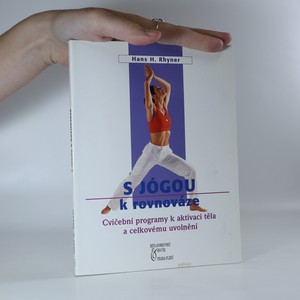 Hans H. Rhyner
S JÓGOU
k rovnováze
Cvičební programy k aktivaci těla
a celkovému uvolnění